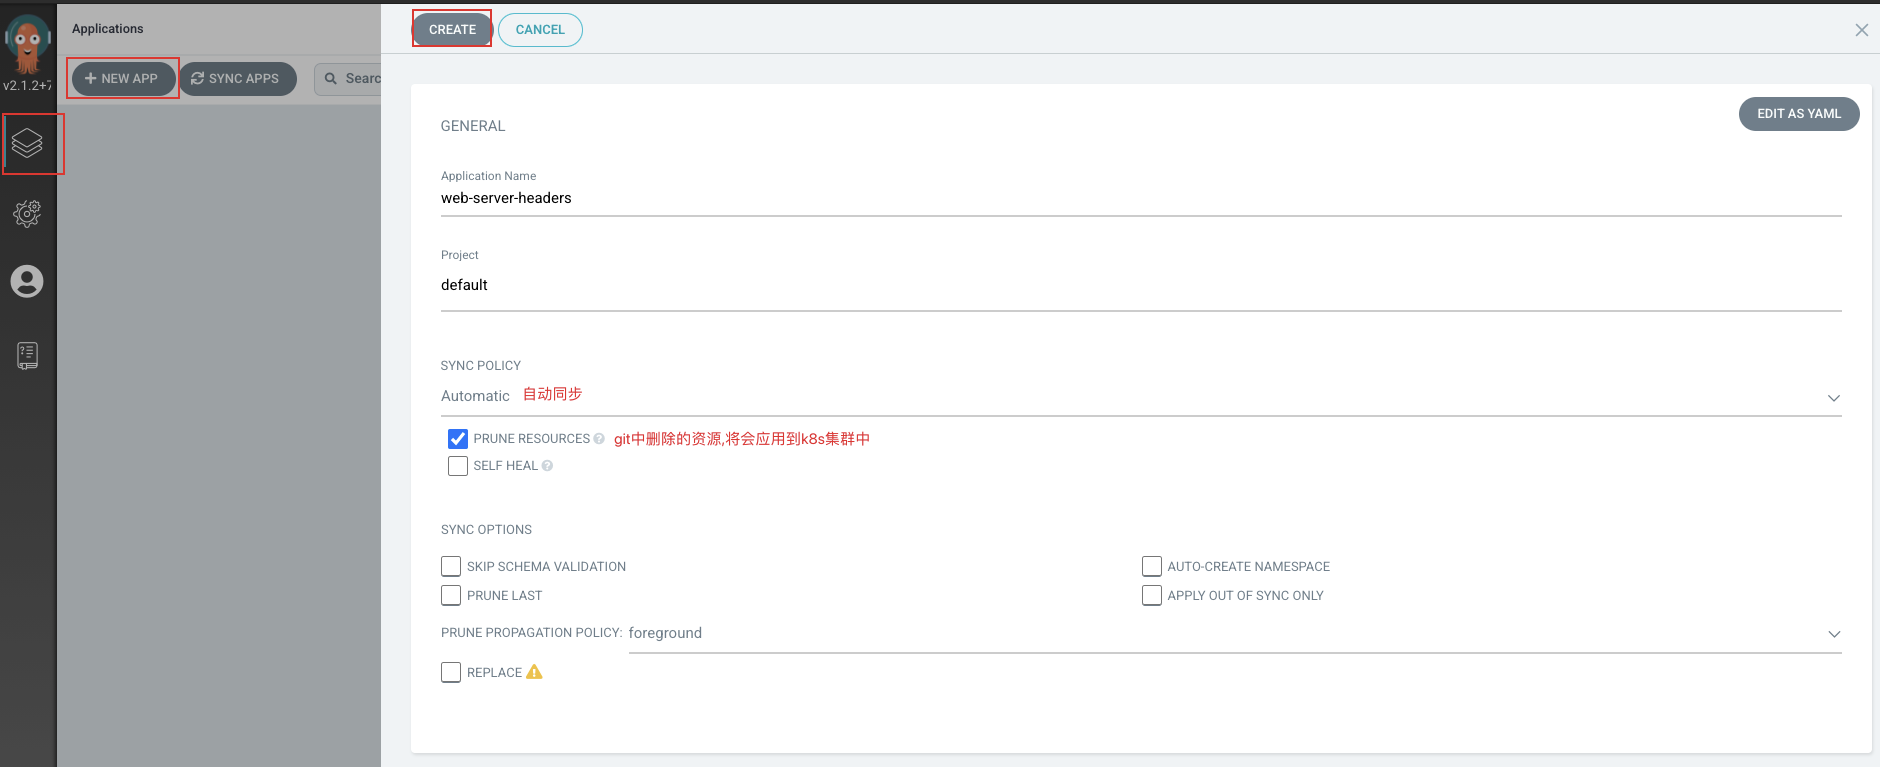 v2.1.2+7
Applications
NEW APP
SYNC APPS
Searc
CREATE
CANCEL
GENERAL
EDIT AS YAML
Application Name
web-server-headers
Project
default
SYNC POLICY
Automatic 自动同步
PRUNE RESOURCES git中删除的资源,将会应用到k8s集群中
SELF HEAL
SYNC OPTIONS
SKIP SCHEMA VALIDATION
AUTO-CREATE NAMESPACE
PRUNE LAST
APPLY OUT OF SYNC ONLY
PRUNE PROPAGATION POLICY: foreground
REPLACE